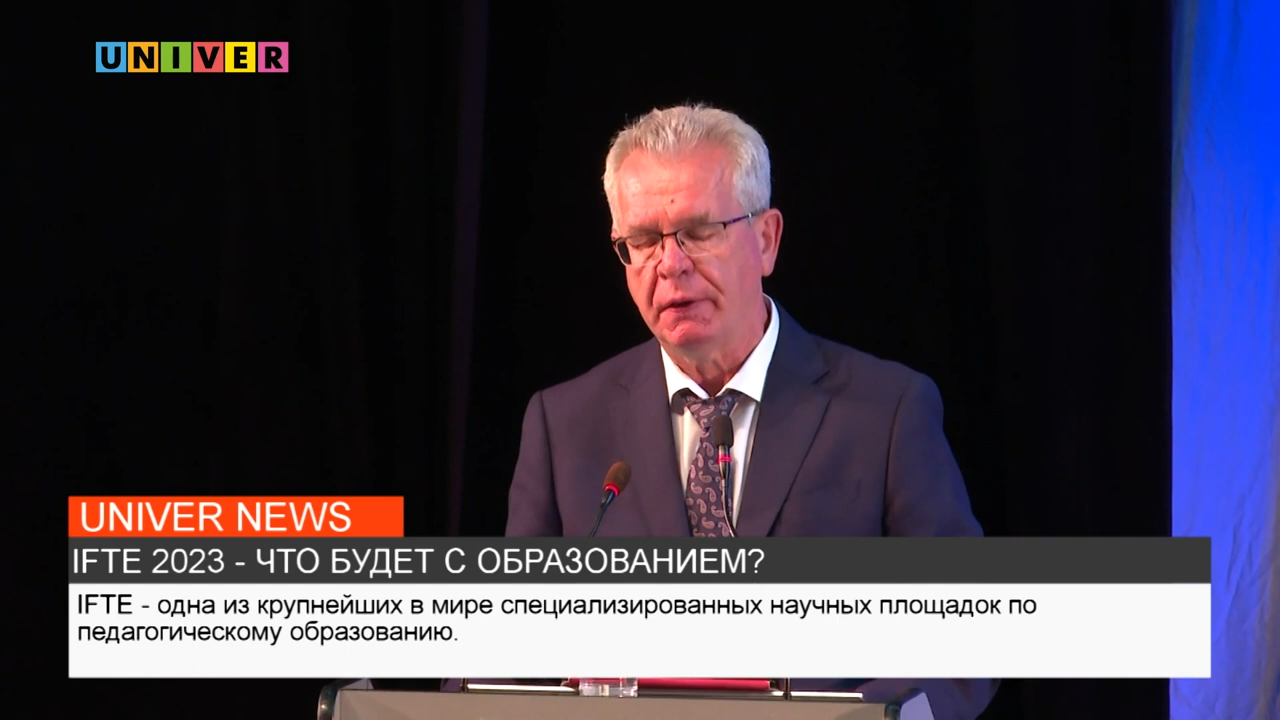 UNIVER
UNIVER NEWS
IFTE 2023 - ЧТО БУДЕТ С ОБРАЗОВАНИЕМ?
IFTE - одна из крупнейших в мире специализированных научных площадок по
педагогическому образованию.